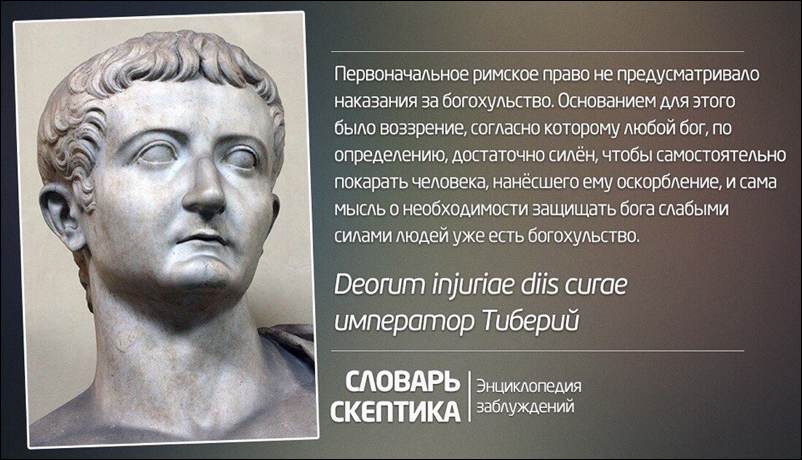 Первоначальное римское право не предусматривало
наказания за богохульство. Основанием для этого
было воззрение, согласно которому любой бог, по
определению, достаточно силён, чтобы самостоятельно
покарать человека, нанёсшего ему оскорбление, и сама
мысль о необходимости защищать бога слабыми
силами людей уже есть богохульство.
Deorum injuriae diis curae
император Тиберий
СЛОВАРЬ
СКЕПТИКА
Энциклопедия
заблуждений